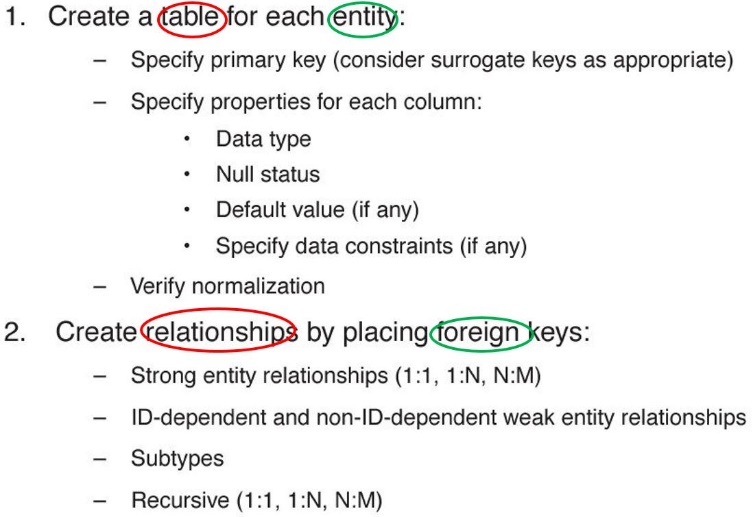 1. Create a table for each entity:
– Specify primary key (consider surrogate keys as appropriate)
– Specify properties for each column:
• Data type
• Null status
• Default value (if any)
• Specify data constraints (if any)
– Verify normalization
2. Create relationships by placing foreign keys:
– Strong entity relationships (1:1, 1:N, N:M)
– ID-dependent and non-ID-dependent weak entity relationships
– Subtypes
– Recursive (1:1, 1:N, N:M)